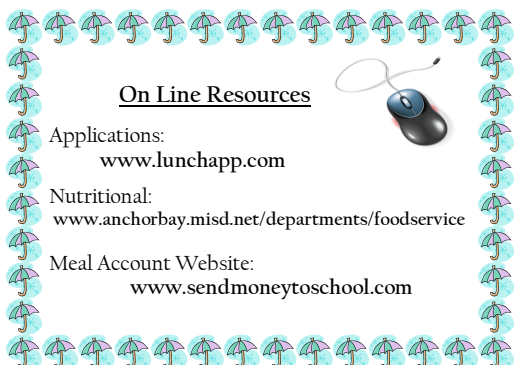 On Line Resources
Applications:
www.lunchapp.com
Nutritional:
www.anchorbay.misd.net/departments/foodservice
Meal Account Website:
www.sendmoneytoschool.com